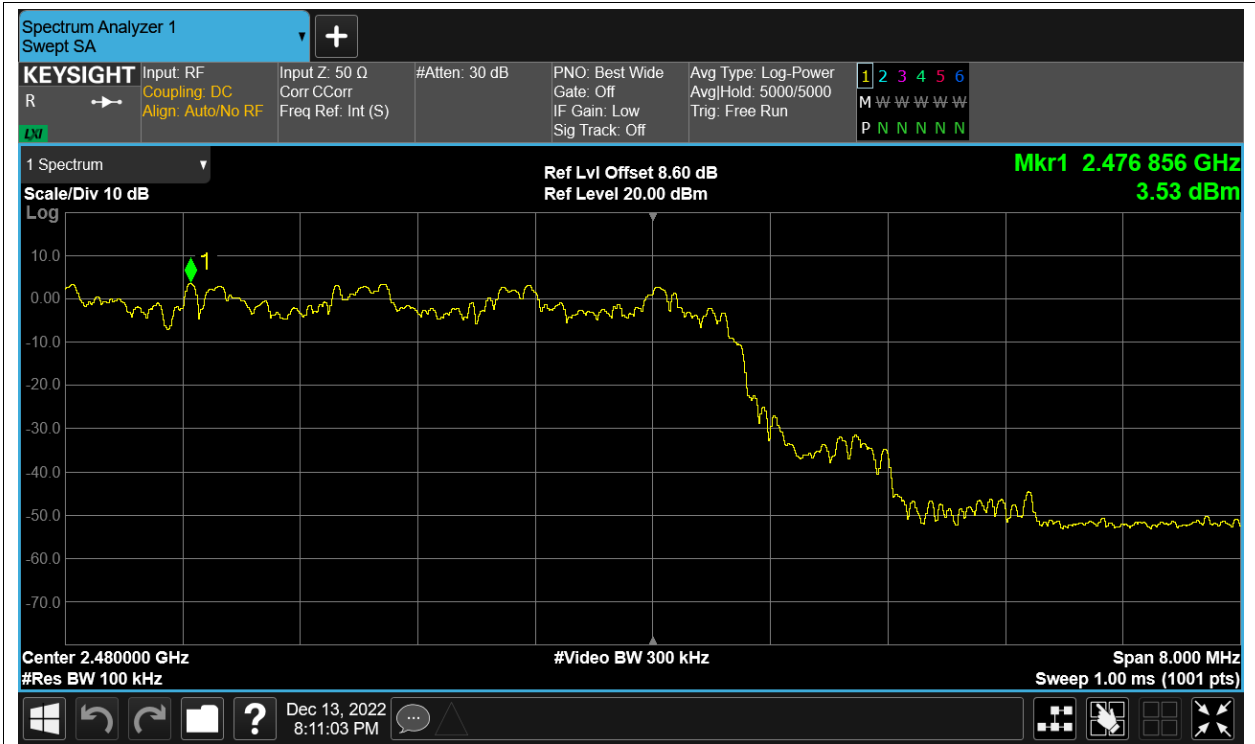 Spectrum Analyzer 1
Swept SA
+
KEYSIGHT
R
LXI
Input: RF
Coupling: DC
Align: Auto/No RF
Input Z: 50 Ω
Corr CCorr
Freq Ref: Int (S)
#Atten: 30 dB
PNO: Best Wide
Gate: Off
IF Gain: Low
Sig Track: Off
Avg Type: Log-Power
Avg|Hold: 5000/5000
Trig: Free Run
1 2 3 4 5 6
M W W W W W
P N N N N N
1 Spectrum
Scale/Div 10 dB
Log
Ref Lvl Offset 8.60 dB
Ref Level 20.00 dBm
Mkr1 2.476 856 GHz
3.53 dBm
1
10.0
0.00
-10.0
-20.0
-30.0
-40.0
-50.0
-60.0
-70.0
Center 2.480000 GHz
#Res BW 100 kHz
#Video BW 300 kHz
Span 8.000 MHz
Sweep 1.00 ms (1001 pts)
?
Dec 13, 2022
8:11:03 PM